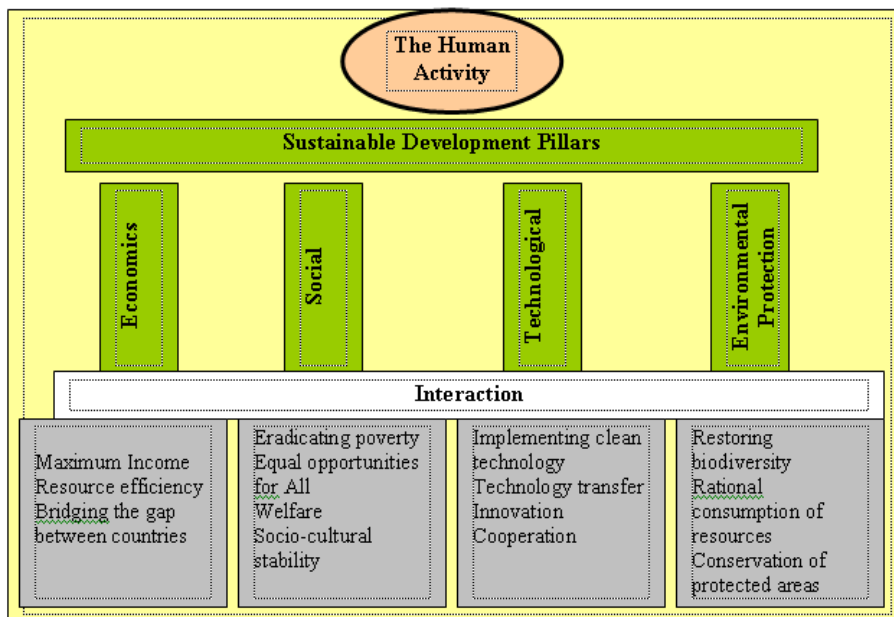 The Human
Activity
Sustainable Development Pillars
Economics
Social
Technological
Environmental
Protection
Interaction
Maximum Income
Resource efficiency
Bridging the gap
between countries
Eradicating poverty
Equal opportunities
for All
Welfare
Socio-cultural
stability
Implementing clean
technology
Technology transfer
Innovation
Cooperation
Restoring
biodiversity
Rational
consumption of
resources
Conservation of
protected areas